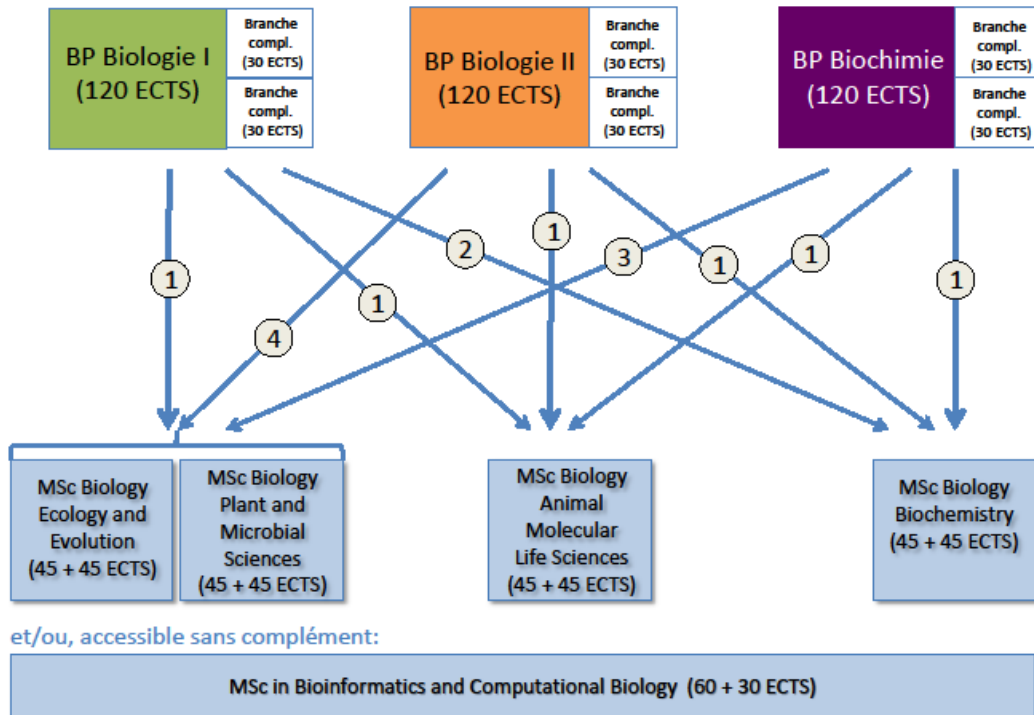 BP Biologie I
(120 ECTS)
Branche
compl.
(30 ECTS)
Branche
compl.
(30 ECTS)
BP Biologie II
(120 ECTS)
Branche
compl.
(30 ECTS)
Branche
compl.
(30 ECTS)
BP Biochimie
(120 ECTS)
Branche
compl.
(30 ECTS)
Branche
compl.
(30 ECTS)
1
4
1
2
1
3
1
1
1
MSc Biology
Ecology and
Evolution
(45 + 45 ECTS)
MSc Biology
Plant and
Microbial
Sciences
(45 + 45 ECTS)
MSc Biology
Animal
Molecular
Life Sciences
(45 + 45 ECTS)
MSc Biology
Biochemistry
(45 + 45 ECTS)
et/ou, accessible sans complément:
MSc in Bioinformatics and Computational Biology (60 + 30 ECTS)